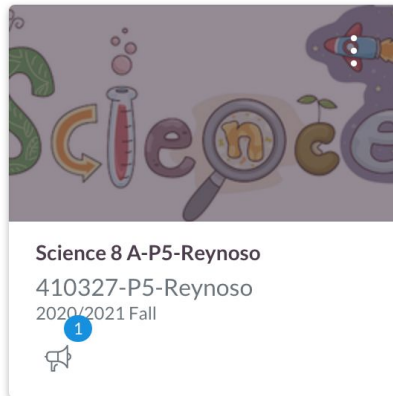 Science
Science 8 A-P5-Reynoso
410327-P5-Reynoso
2020/2021 Fall
1